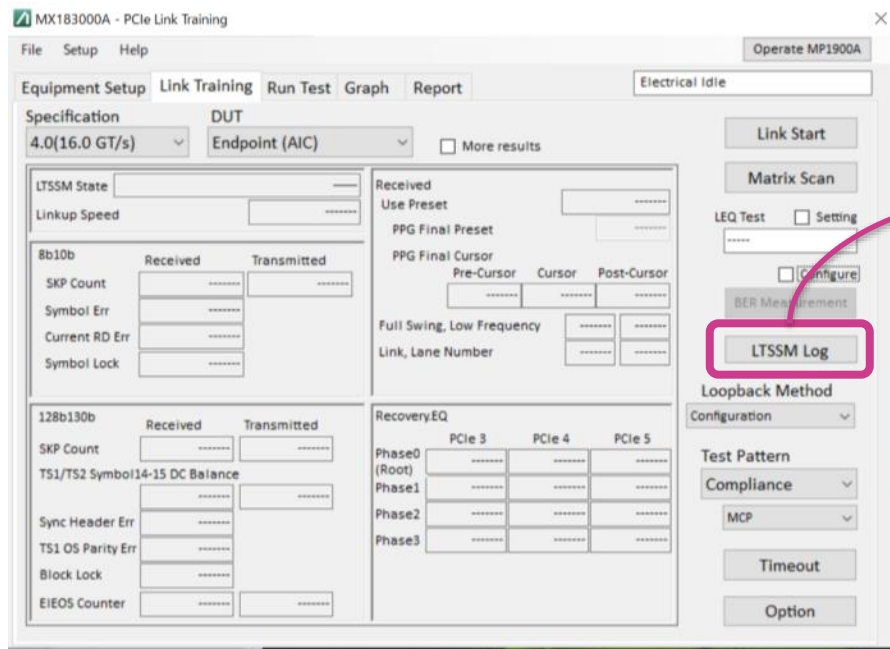 MX183000A - PCIe Link Training
File Setup Help
Operate MP1900A
Equipment Setup Link Training Run Test Graph Report
Electrical Idle
Specification DUT
4.0(16.0 GT/s) Endpoint (AIC) More results
Link Start
Matrix Scan
LEQ Test Setting
-----
Configure
BER Measurement
LTSSM Log
Loopback Method
Configuration
Test Pattern
Compliance
MCP
Timeout
Option
LTSSM State -----
Linkup Speed -------
8b10b Received Transmitted
SKP Count ------- -------
Symbol Err -------
Current RD Err -------
Symbol Lock -------
Received
Use Preset -------
PPG Final Preset -------
PPG Final Cursor
Pre-Cursor Cursor Post-Cursor
------- ------- -------
Full Swing, Low Frequency ------- -------
Link, Lane Number ------- -------
128b130b Received Transmitted
SKP Count ------- -------
TS1/TS2 Symbol14-15 DC Balance
------- -------
Sync Header Err -------
TS1 OS Parity Err -------
Block Lock -------
EIEOS Counter ------- -------
Recovery.EQ
PCIe 3 PCIe 4 PCIe 5
Phase0 ------- ------- -------
(Root)
Phase1 ------- ------- -------
Phase2 ------- ------- -------
Phase3 ------- ------- -------